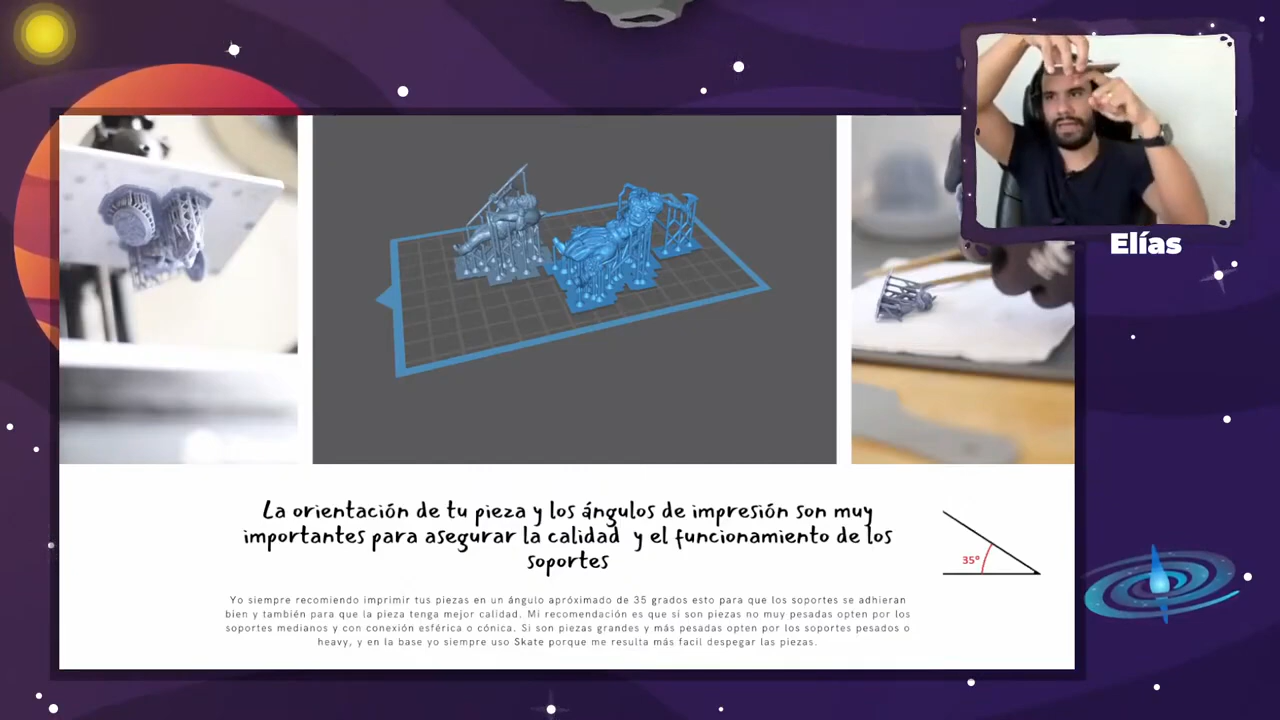 Elías
La orientación de tu pieza y los ángulos de impresión son muy
importantes para asegurar la calidad y el funcionamiento de los
soportes
35°
Yo siempre recomiendo imprimir tus piezas en un ángulo apróximado de 35 grados esto para que los soportes se adhieran
bien y también para que la pieza tenga mejor calidad. Mi recomendación es que si son piezas no muy pesadas opten por los
soportes medianos y con conexión esférica o cónica. Si son piezas grandes y más pesadas opten por los soportes pesados o
heavy, y en la base yo siempre uso Skate porque me resulta más facil despegar las piezas.